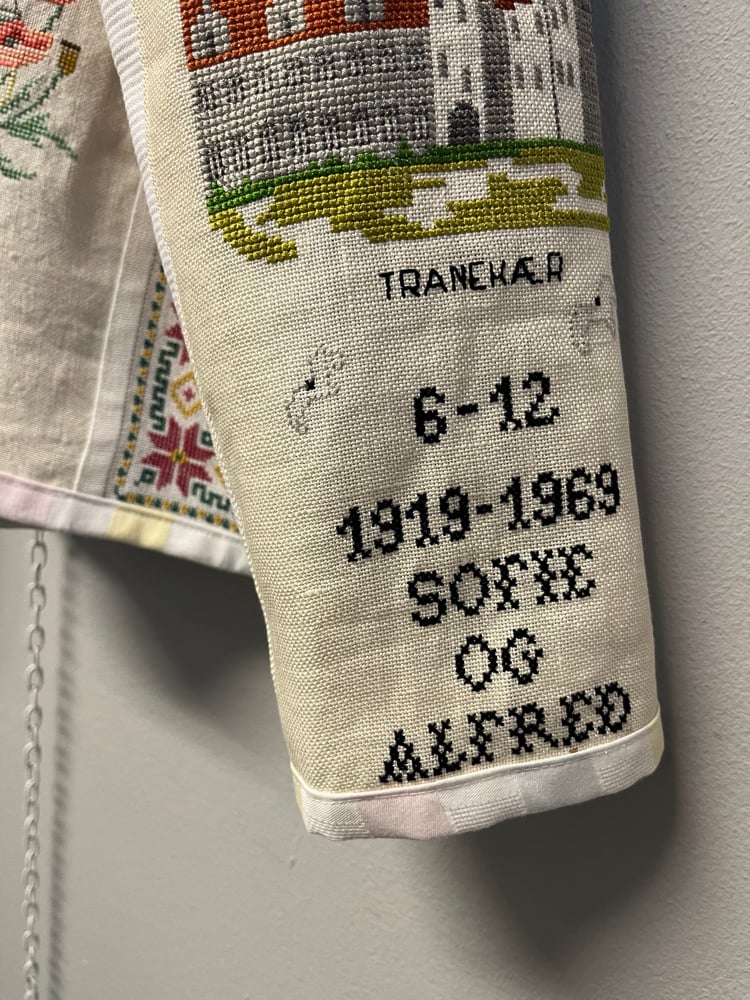 TRANEKÆR
6-12
1919-1969
SOFIE
OG
ALFRED